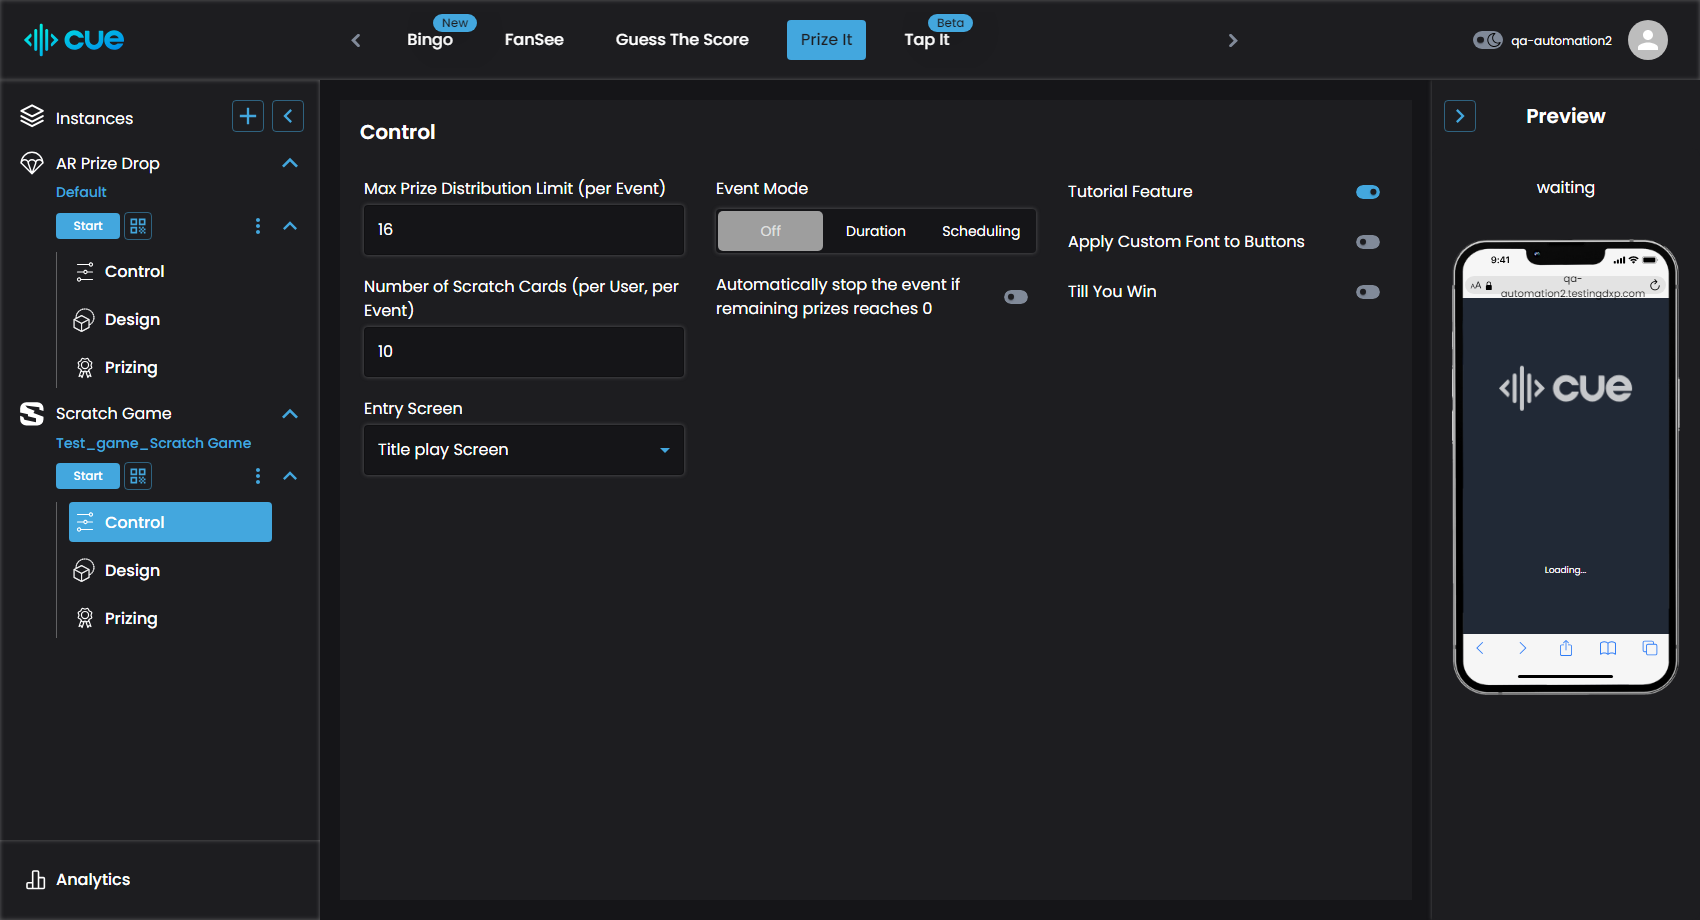 cue
Bingo
New
FanSee
Guess The Score
Prize It
Tap It
Beta
qa-automation2
Instances
AR Prize Drop
Default
Start
Control
Design
Prizing
Scratch Game
Test_game_Scratch Game
Start
Control
Design
Prizing
Analytics
Control
Max Prize Distribution Limit (per Event)
16
Number of Scratch Cards (per User, per
Event)
10
Entry Screen
Title play Screen
Event Mode
Off
Duration
Scheduling
Automatically stop the event if
remaining prizes reaches 0
Tutorial Feature
Apply Custom Font to Buttons
Till You Win
Preview
waiting
9:41
AA
qa-
automation2.testingdxp.com
cue
Loading...